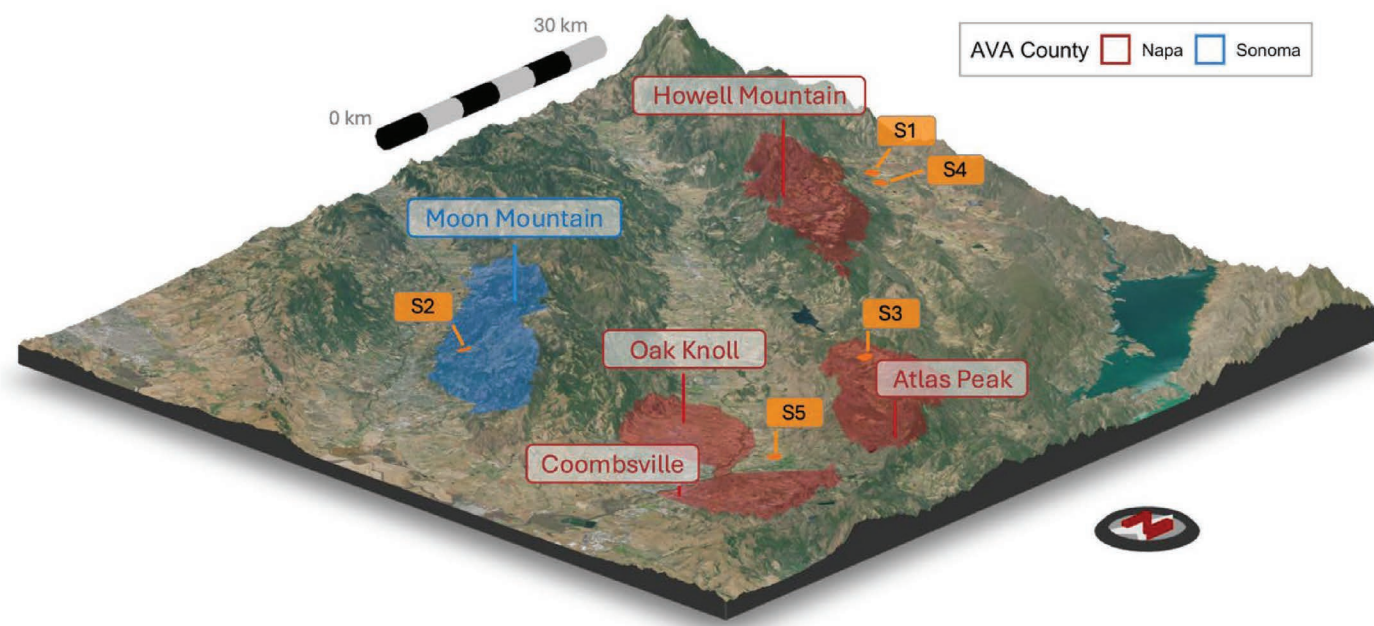 30 km
0 km
AVA County
Napa
Sonoma
Howell Mountain
S1
S4
Moon Mountain
S2
S3
Oak Knoll
Atlas Peak
S5
Coombsville
N